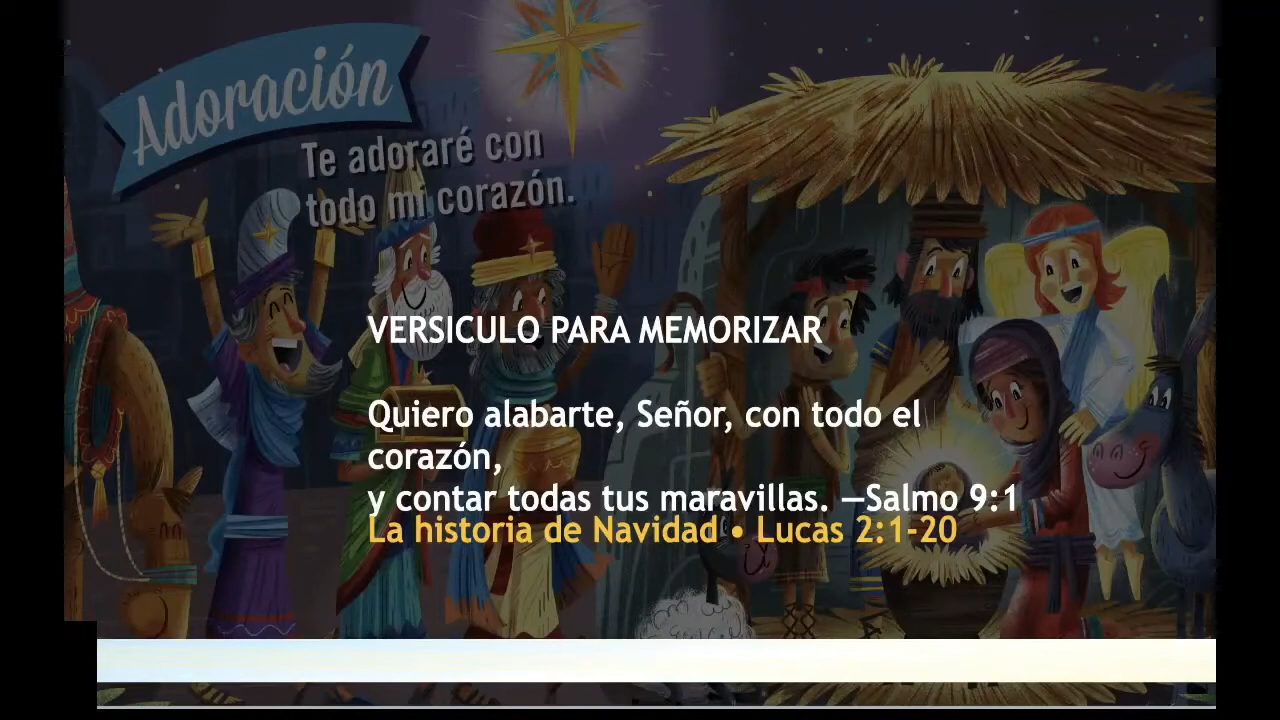 Adoración
Te adoraré con
todo mi corazón.
VERSICULO PARA MEMORIZAR
Quiero alabarte, Señor, con todo el
corazón,
y contar todas tus maravillas. —Salmo 9:1
La historia de Navidad • Lucas 2:1-20